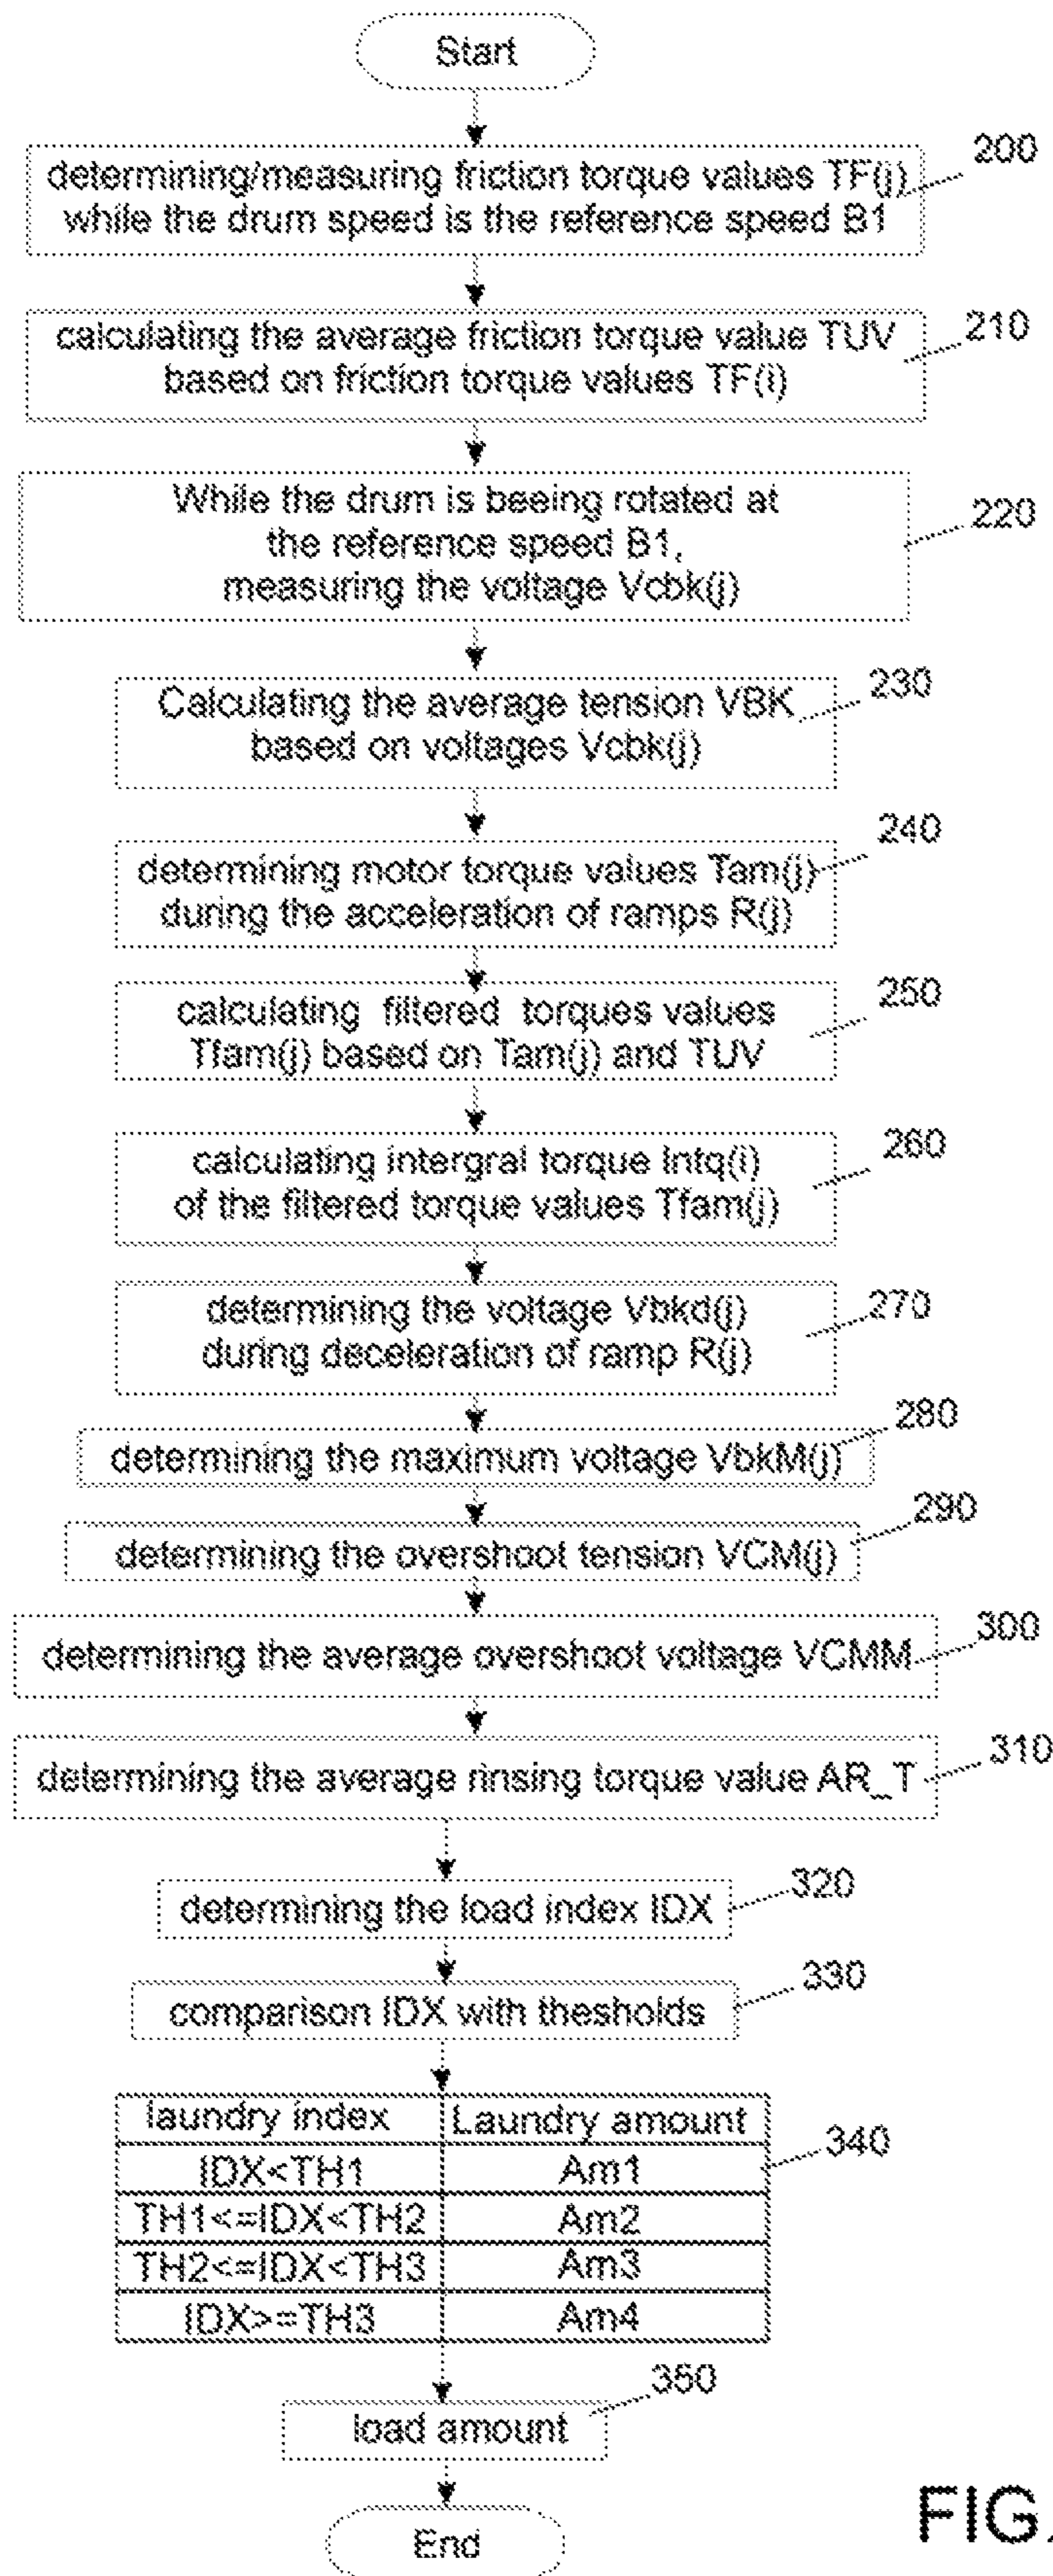 Start
determining/measuring friction torque values TF(j)
while the drum speed is the reference speed B1
200
calculating the average friction torque value TUV
based on friction torque values TF(i)
210
While the drum is beeing rotated at
the reference speed B1,
measuring the voltage Vcbk(j)
220
Calculating the average tension VBK
based on voltages Vcbk(j)
230
determining motor torque values Tam(j)
during the acceleration of ramps R(j)
240
calculating filtered torques values
Tfam(j) based on Tam(j) and TUV
250
calculating intergral torque Intq(i)
of the filtered torque values Tfam(j)
260
determining the voltage Vbkd(j)
during deceleration of ramp R(j)
270
determining the maximum voltage VbkM(j)
280
determining the overshoot tension VCM(j)
290
determining the average overshoot voltage VCMM
300
determining the average rinsing torque value AR_T
310
determining the load index IDX
320
comparison IDX with thesholds
330
laundry index Laundry amount
IDX<TH1 Am1
TH1<=IDX<TH2 Am2
TH2<=IDX<TH3 Am3
IDX>=TH3 Am4
340
load amount
350
End
FIG.